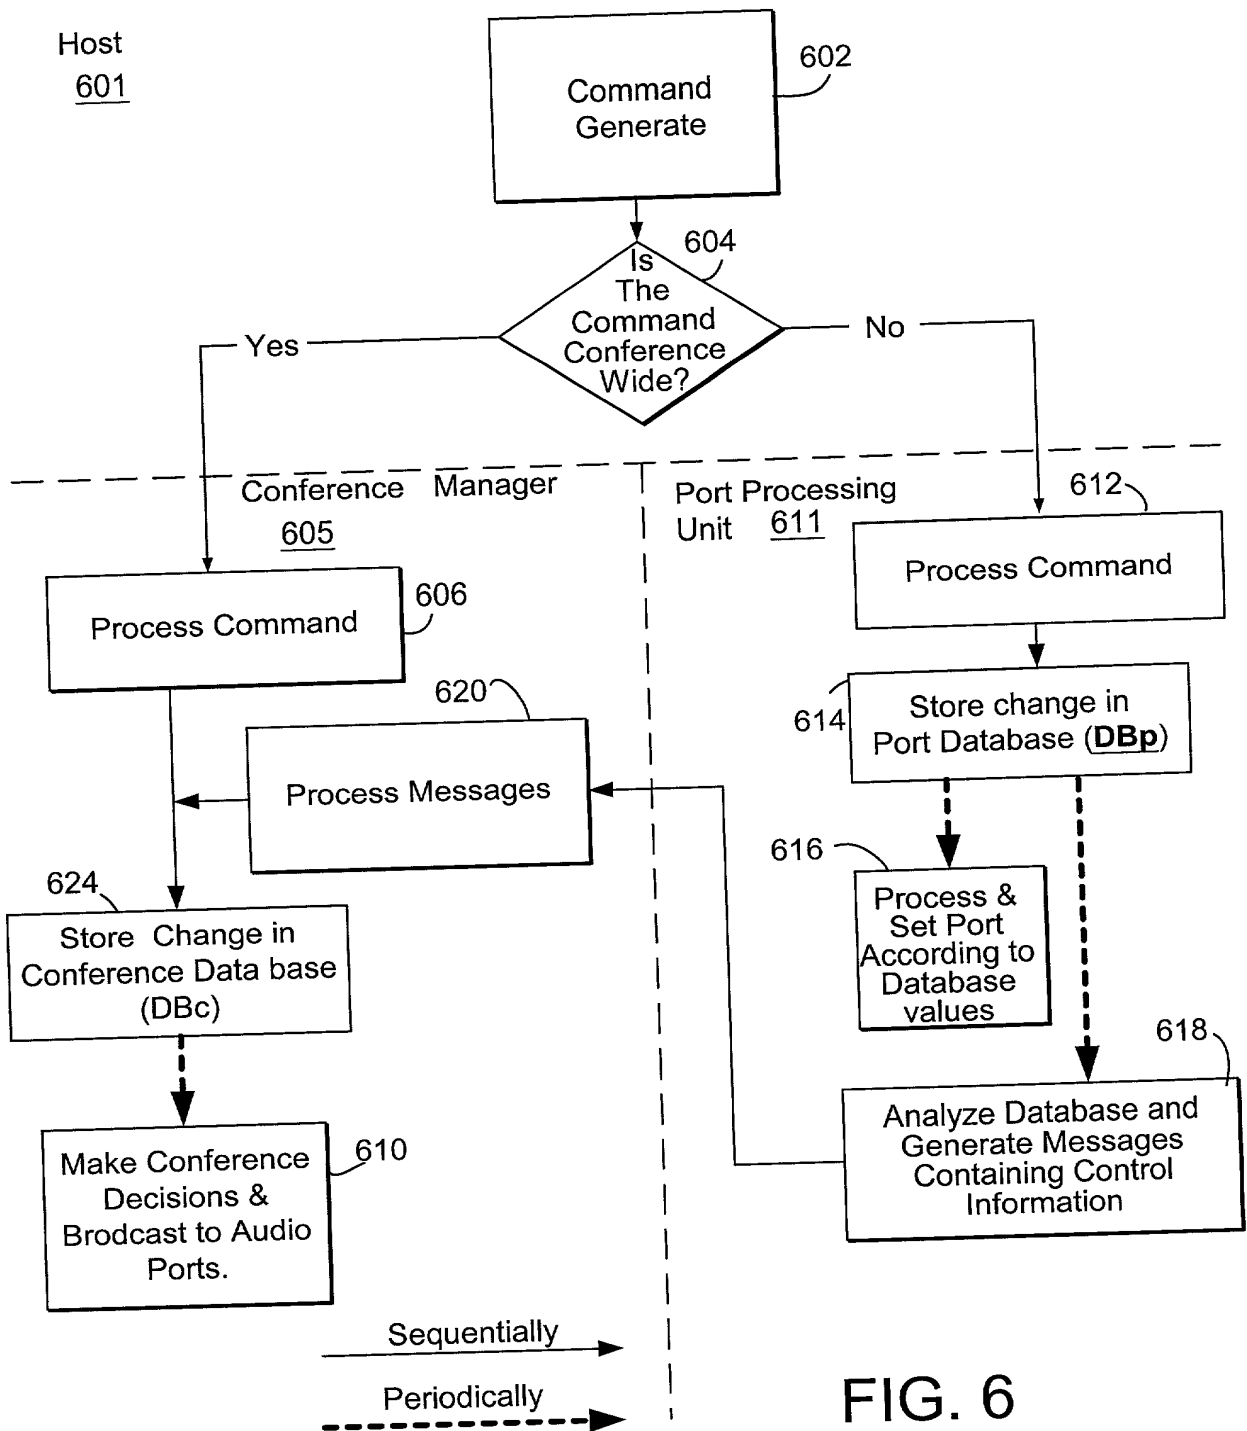 Host
601
Command
Generate
602
604
Is
The
Command
Conference
Wide?
Yes
No
Conference Manager
605
Port Processing
Unit 611
612
Process Command
Process Command
606
620
614
Store change in
Port Database (DBp)
Process Messages
616
Process &
Set Port
According to
Database
values
624
Store Change in
Conference Data base
(DBc)
618
Analyze Database and
Generate Messages
Containing Control
Information
Make Conference
Decisions &
Brodcast to Audio
Ports.
610
Sequentially
Periodically
FIG. 6